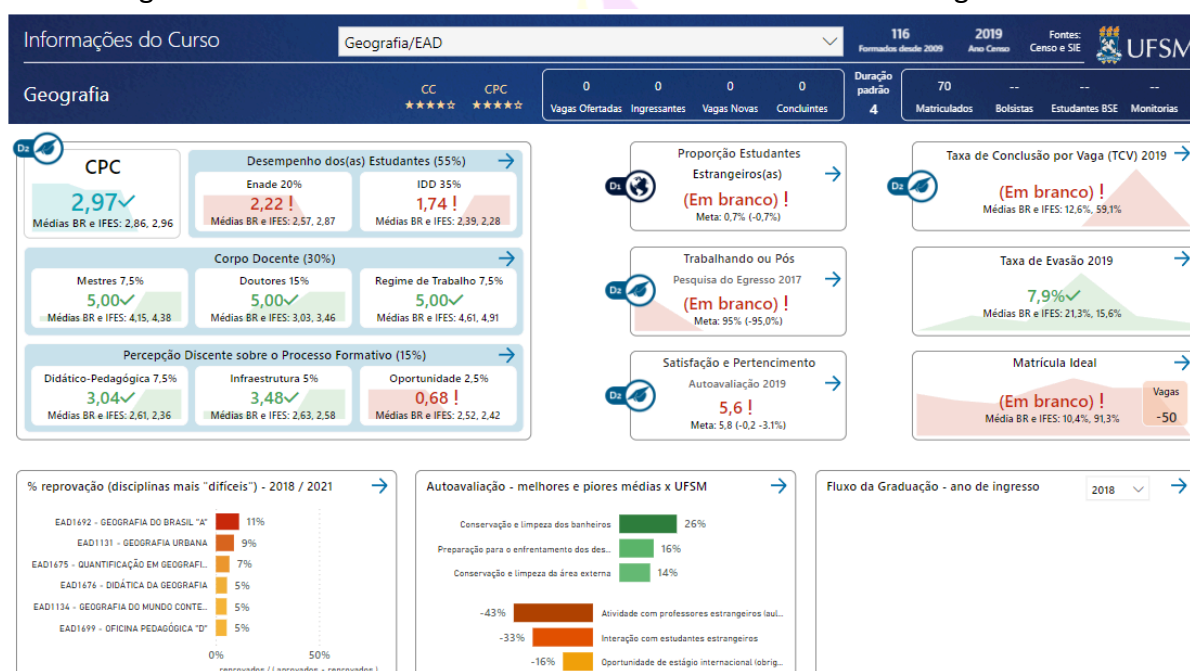 Informações do Curso
Geografia/EAD
116
Formados desde 2009
2019
Ano Censo
Fontes:
Censo e SIE
UFSM
Geografia
CC
★★★★☆
CPC
★★★★☆
0
Vagas Ofertadas
0
Ingressantes
0
Vagas Novas
0
Concluintes
Duração
padrão
4
70
Matriculados
--
Bolsistas
--
Estudantes BSE
--
Monitorias
D2
CPC
2,97✓
Médias BR e IFES: 2,86, 2,96
Desempenho dos(as) Estudantes (55%)
Enade 20%
2,22 !
Médias BR e IFES: 2,57, 2,87
IDD 35%
1,74 !
Médias BR e IFES: 2,39, 2,28
Corpo Docente (30%)
Mestres 7,5%
5,00✓
Médias BR e IFES: 4,15, 4,38
Doutores 15%
5,00✓
Médias BR e IFES: 3,03, 3,46
Regime de Trabalho 7,5%
5,00✓
Médias BR e IFES: 4,61, 4,91
Percepção Discente sobre o Processo Formativo (15%)
Didático-Pedagógica 7,5%
3,04✓
Médias BR e IFES: 2,61, 2,36
Infraestrutura 5%
3,48✓
Médias BR e IFES: 2,63, 2,58
Oportunidade 2,5%
0,68 !
Médias BR e IFES: 2,52, 2,42
D1
Proporção Estudantes
Estrangeiros(as)
(Em branco) !
Meta: 0,7% (-0,7%)
D2
Trabalhando ou Pós
Pesquisa do Egresso 2017
(Em branco) !
Meta: 95% (-95,0%)
D2
Satisfação e Pertencimento
Autoavaliação 2019
5,6 !
Meta: 5,8 (-0,2 -3.1%)
D2
Taxa de Conclusão por Vaga (TCV) 2019
(Em branco) !
Médias BR e IFES: 12,6%, 59,1%
Taxa de Evasão 2019
7,9%✓
Médias BR e IFES: 21,3%, 15,6%
Matrícula Ideal
(Em branco) !
Média BR e IFES: 10,4%, 91,3%
Vagas
-50
% reprovação (disciplinas mais "difíceis") - 2018 / 2021
EAD1692 - GEOGRAFIA DO BRASIL "A"
11%
EAD1131 - GEOGRAFIA URBANA
9%
EAD1675 - QUANTIFICAÇÃO EM GEOGRAFI...
7%
EAD1676 - DIDÁTICA DA GEOGRAFIA
5%
EAD1134 - GEOGRAFIA DO MUNDO CONTE...
5%
EAD1699 - OFICINA PEDAGÓGICA "D"
5%
0%
50%
reprovados / ( aprovados + reprovados )
Autoavaliação - melhores e piores médias x UFSM
Conservação e limpeza dos banheiros
26%
Preparação para o enfrentamento dos des...
16%
Conservação e limpeza da área externa
14%
-43%
Atividade com professores estrangeiros (aul...
-33%
Interação com estudantes estrangeiros
-16%
Oportunidade de estágio internacional (obrig...
Fluxo da Graduação - ano de ingresso
2018